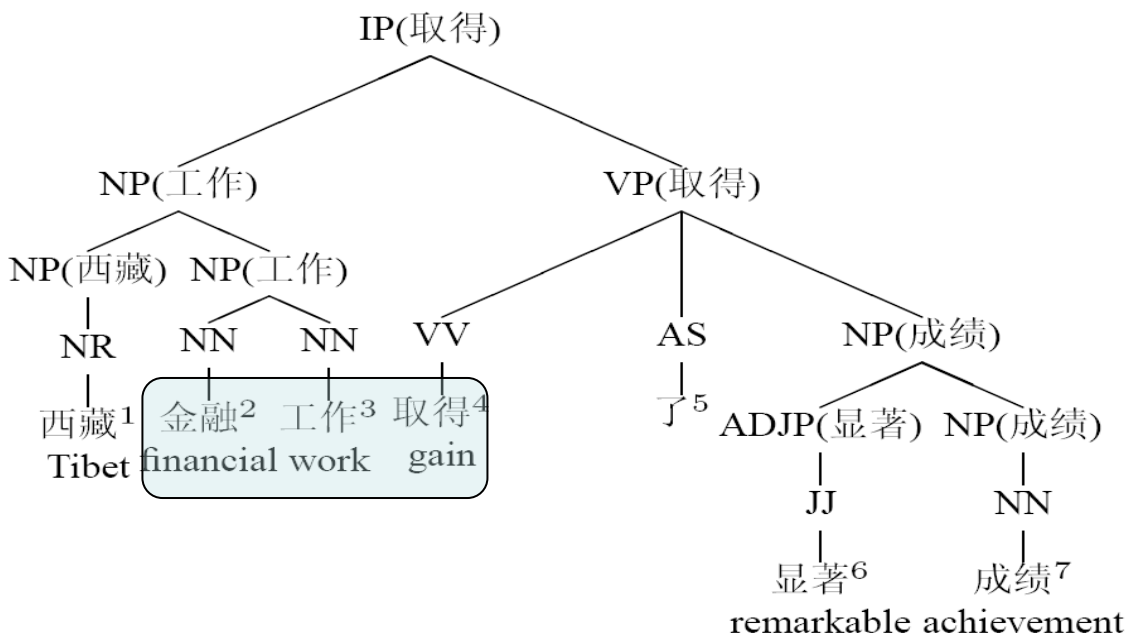 IP(取得)
NP(工作) VP(取得)
NP(西藏) NP(工作)
NR NN NN VV AS NP(成绩)
西藏1 金融2 工作3 取得4 了5 ADJP(显著) NP(成绩)
Tibet financial work gain
JJ NN
显著6 成绩7
remarkable achievement